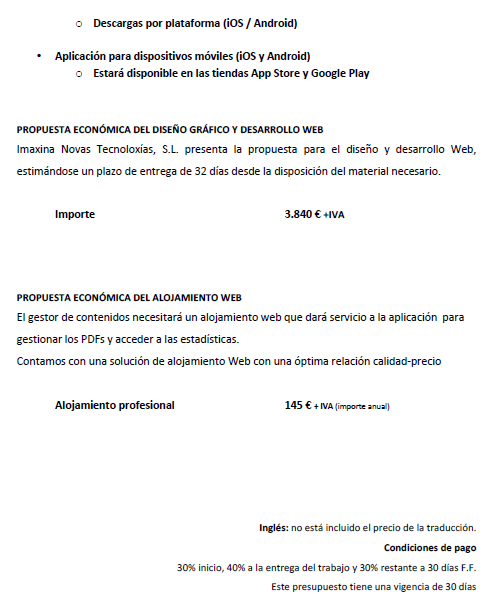 o Descargas por plataforma (iOS / Android)
• Aplicación para dispositivos móviles (iOS y Android)
o Estará disponible en las tiendas App Store y Google Play
PROPUESTA ECONÓMICA DEL DISEÑO GRÁFICO Y DESARROLLO WEB
Imaxina Novas Tecnoloxías, S.L. presenta la propuesta para el diseño y desarrollo Web,
estimándose un plazo de entrega de 32 días desde la disposición del material necesario.
Importe 3.840 € +IVA
PROPUESTA ECONÓMICA DEL ALOJAMIENTO WEB
El gestor de contenidos necesitará un alojamiento web que dará servicio a la aplicación para
gestionar los PDFs y acceder a las estadísticas.
Contamos con una solución de alojamiento Web con una óptima relación calidad-precio
Alojamiento profesional 145 € + IVA (importe anual)
Inglés: no está incluido el precio de la traducción.
Condiciones de pago
30% inicio, 40% a la entrega del trabajo y 30% restante a 30 días F.F.
Este presupuesto tiene una vigencia de 30 días